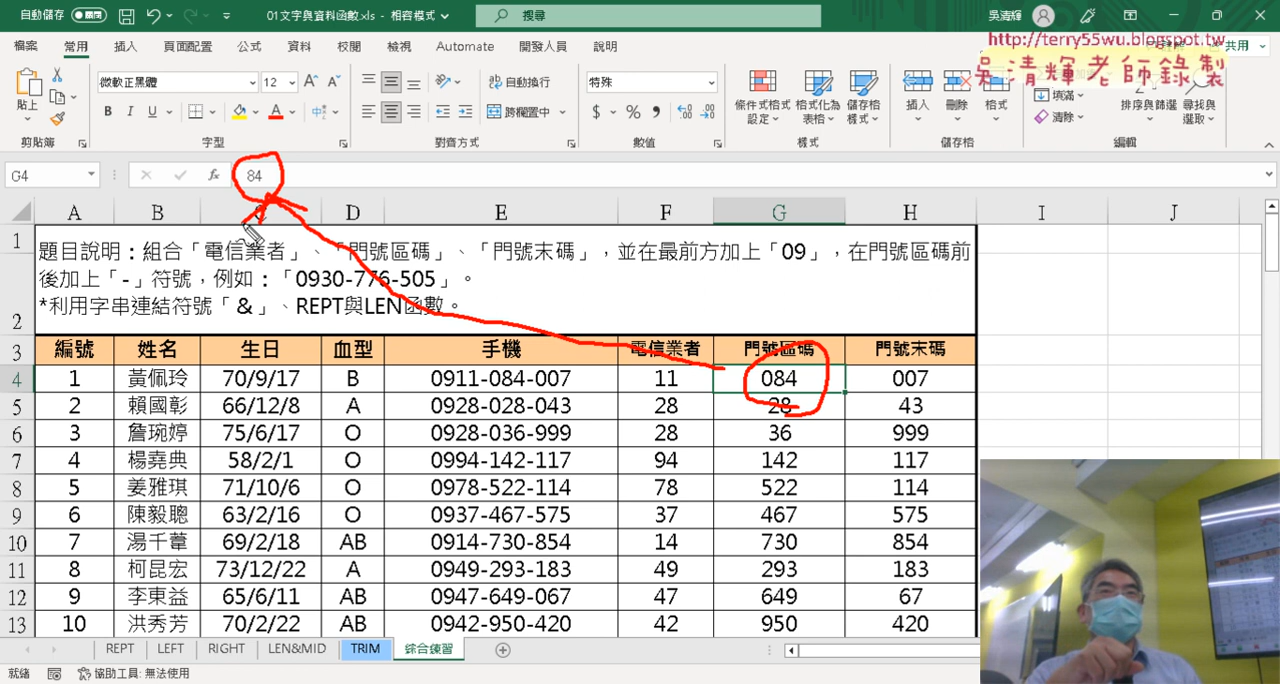 自動儲存 關閉 01文字與資料函數.xls - 相容模式 搜尋 吳清輝
http://terry55wu.blogspot.tw
吳清輝老師錄製
檔案 常用 插入 頁面配置 公式 資料 校閱 檢視 Automate 開發人員 說明 共用
貼上 微軟正黑體 12 自動換行 特殊 條件式格式設定 格式化為表格 儲存格樣式 插入 刪除 格式 填滿 清除 排序與篩選 尋找與選取
B I U 跨欄置中 $ %
剪貼簿 字型 對齊方式 數值 樣式 儲存格 編輯
G4 fx 84
A B C D E F G H I J
1 題目說明：組合「電信業者」、「門號區碼」、「門號末碼」，並在最前方加上「09」，在門號區碼前
後加上「-」符號，例如：「0930-776-505」。
2 *利用字串連結符號「&」、REPT與LEN函數。
3 編號 姓名 生日 血型 手機 電信業者 門號區碼 門號末碼
4 1 黃佩玲 70/9/17 B 0911-084-007 11 084 007
5 2 賴國彰 66/12/8 A 0928-028-043 28 28 43
6 3 詹琬婷 75/6/17 O 0928-036-999 28 36 999
7 4 楊堯典 58/2/1 O 0994-142-117 94 142 117
8 5 姜雅琪 71/10/6 O 0978-522-114 78 522 114
9 6 陳毅聰 63/2/16 O 0937-467-575 37 467 575
10 7 湯千葦 69/2/18 AB 0914-730-854 14 730 854
11 8 柯昆宏 73/12/22 A 0949-293-183 49 293 183
12 9 李東益 65/6/11 AB 0947-649-067 47 649 67
13 10 洪秀芳 70/2/22 AB 0942-950-420 42 950 420
REPT LEFT RIGHT LEN&MID TRIM 綜合練習
就緒 協助工具: 無法使用